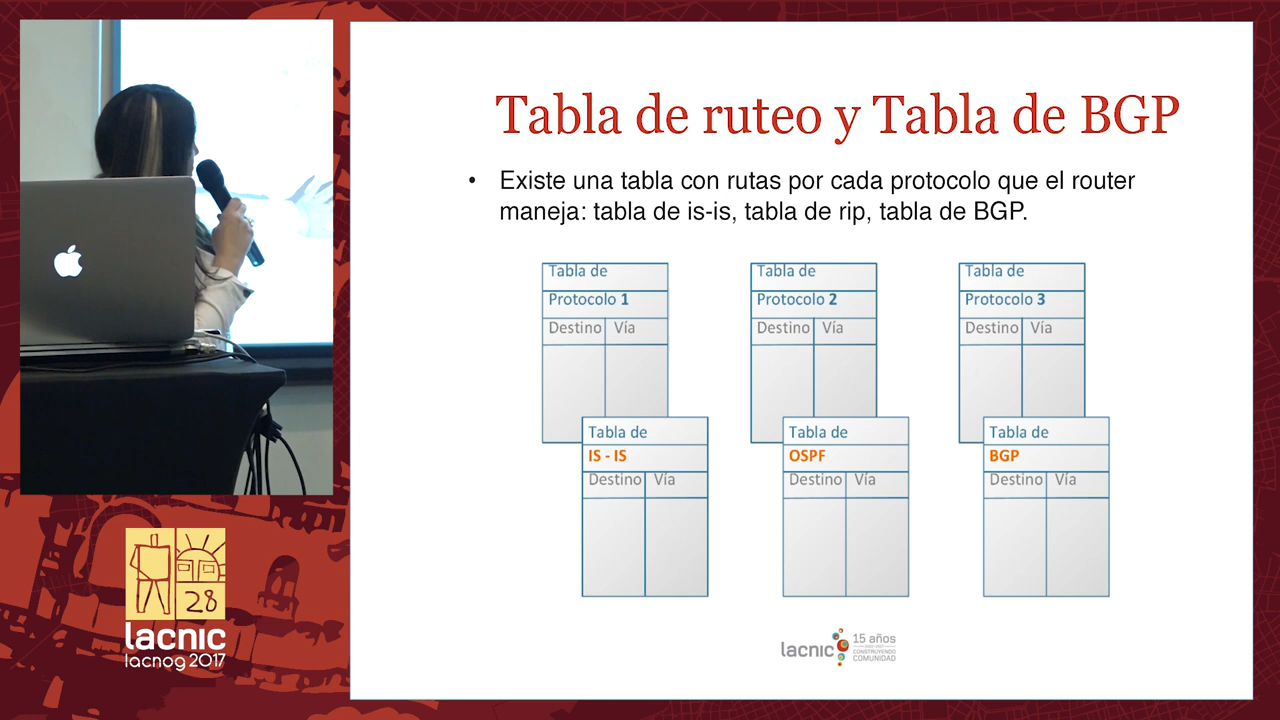 Tabla de ruteo y Tabla de BGP
• Existe una tabla con rutas por cada protocolo que el router
maneja: tabla de is-is, tabla de rip, tabla de BGP.
Tabla de
Protocolo 1
Destino Vía
Tabla de
Protocolo 2
Destino Vía
Tabla de
Protocolo 3
Destino Vía
Tabla de
IS - IS
Destino Vía
Tabla de
OSPF
Destino Vía
Tabla de
BGP
Destino Vía
28
lacnic
lacnog 2017
lacnic
15 años
CONSTRUYENDO
COMUNIDAD